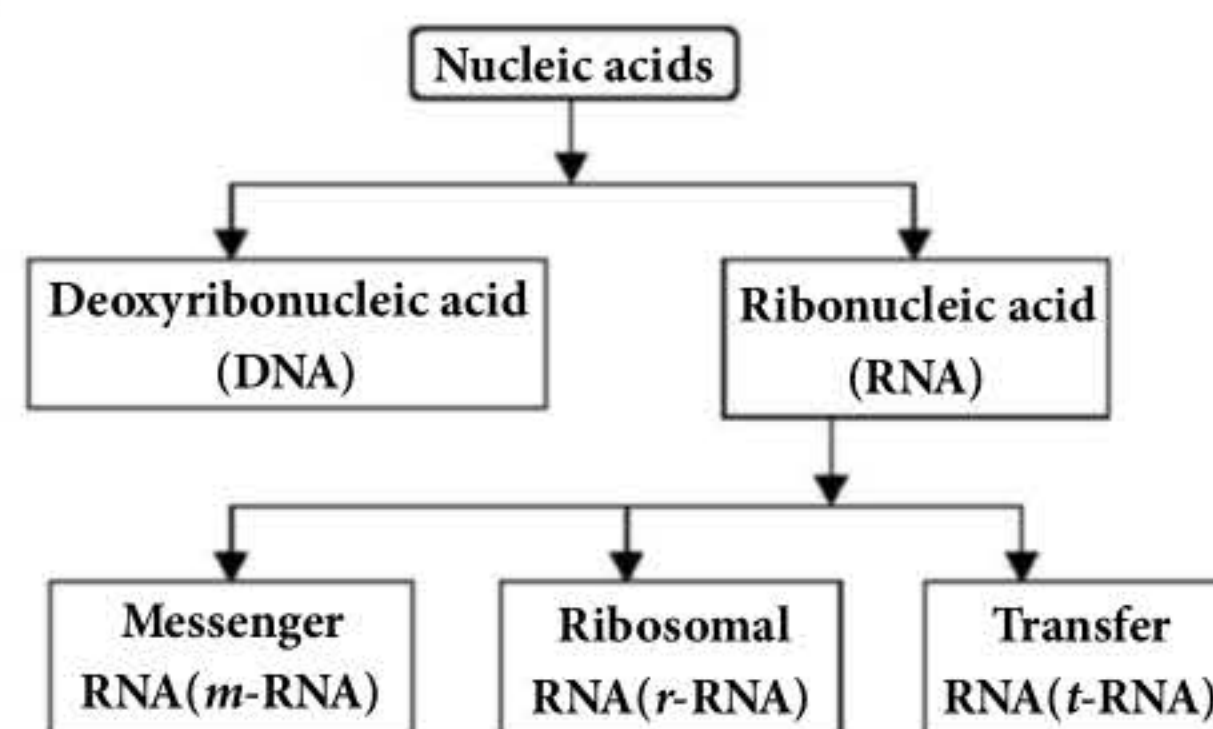 Nucleic acids
Deoxyribonucleic acid
(DNA)
Ribonucleic acid
(RNA)
Messenger
RNA(m-RNA)
Ribosomal
RNA(r-RNA)
Transfer
RNA(t-RNA)